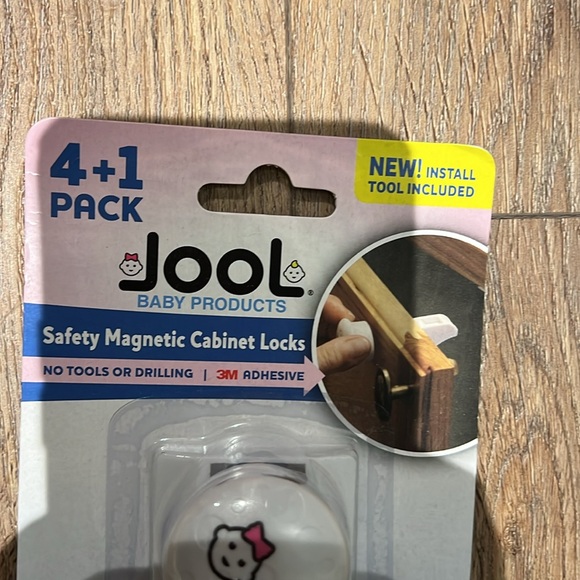 4+1
PACK
NEW! INSTALL
TOOL INCLUDED
JOOL®
BABY PRODUCTS
Safety Magnetic Cabinet Locks
NO TOOLS OR DRILLING | 3M ADHESIVE